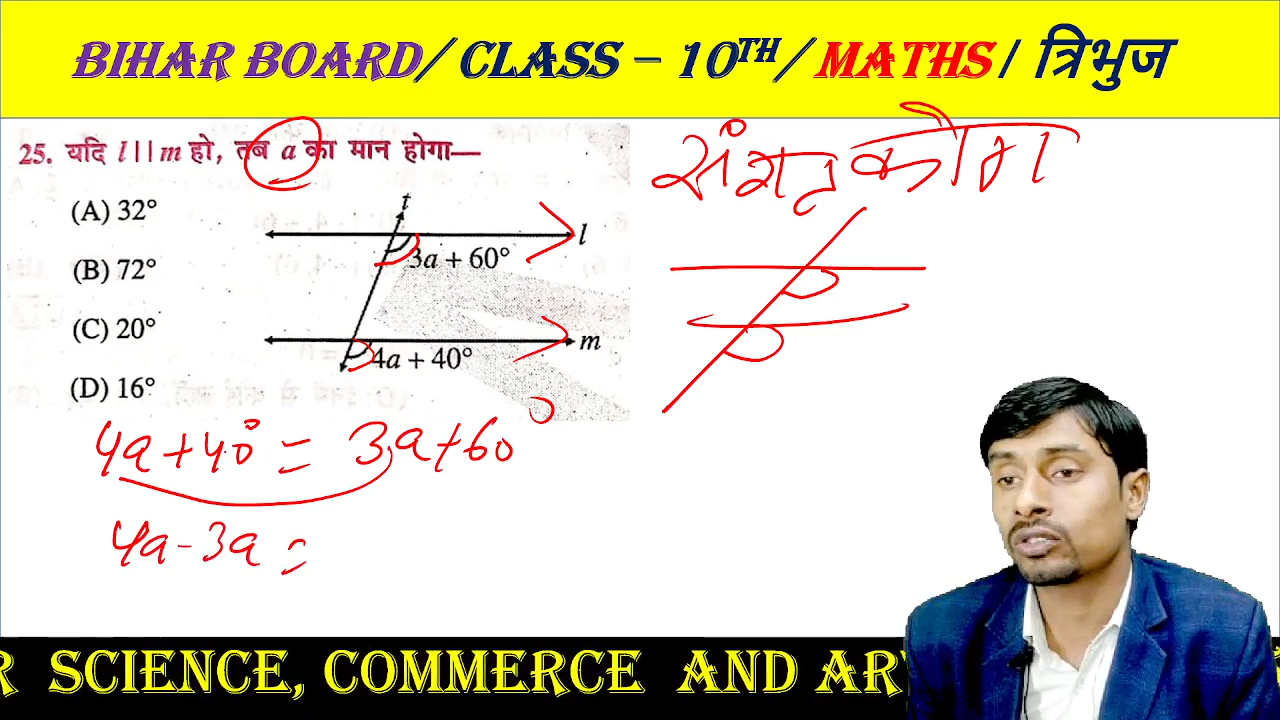 BIHAR BOARD/ CLASS – 10TH/ MATHS/ त्रिभुज
25. यदि l||m हो, तब a का मान होगा—
(A) 32°
(B) 72°
(C) 20°
(D) 16°
t
l
3a + 60°
m
4a + 40°
संगत कोण
4a + 40° = 3a + 60°
4a - 3a =
R SCIENCE, COMMERCE AND AR